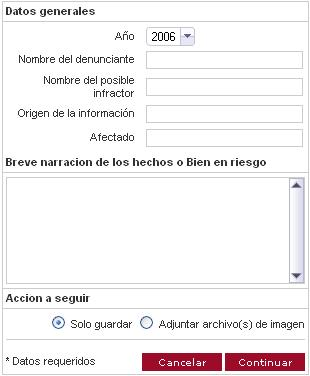 Datos generales
Año 2006
Nombre del denunciante
Nombre del posible
infractor
Origen de la información
Afectado
Breve narracion de los hechos o Bien en riesgo
Accion a seguir
Solo guardar Adjuntar archivo(s) de imagen
* Datos requeridos Cancelar Continuar